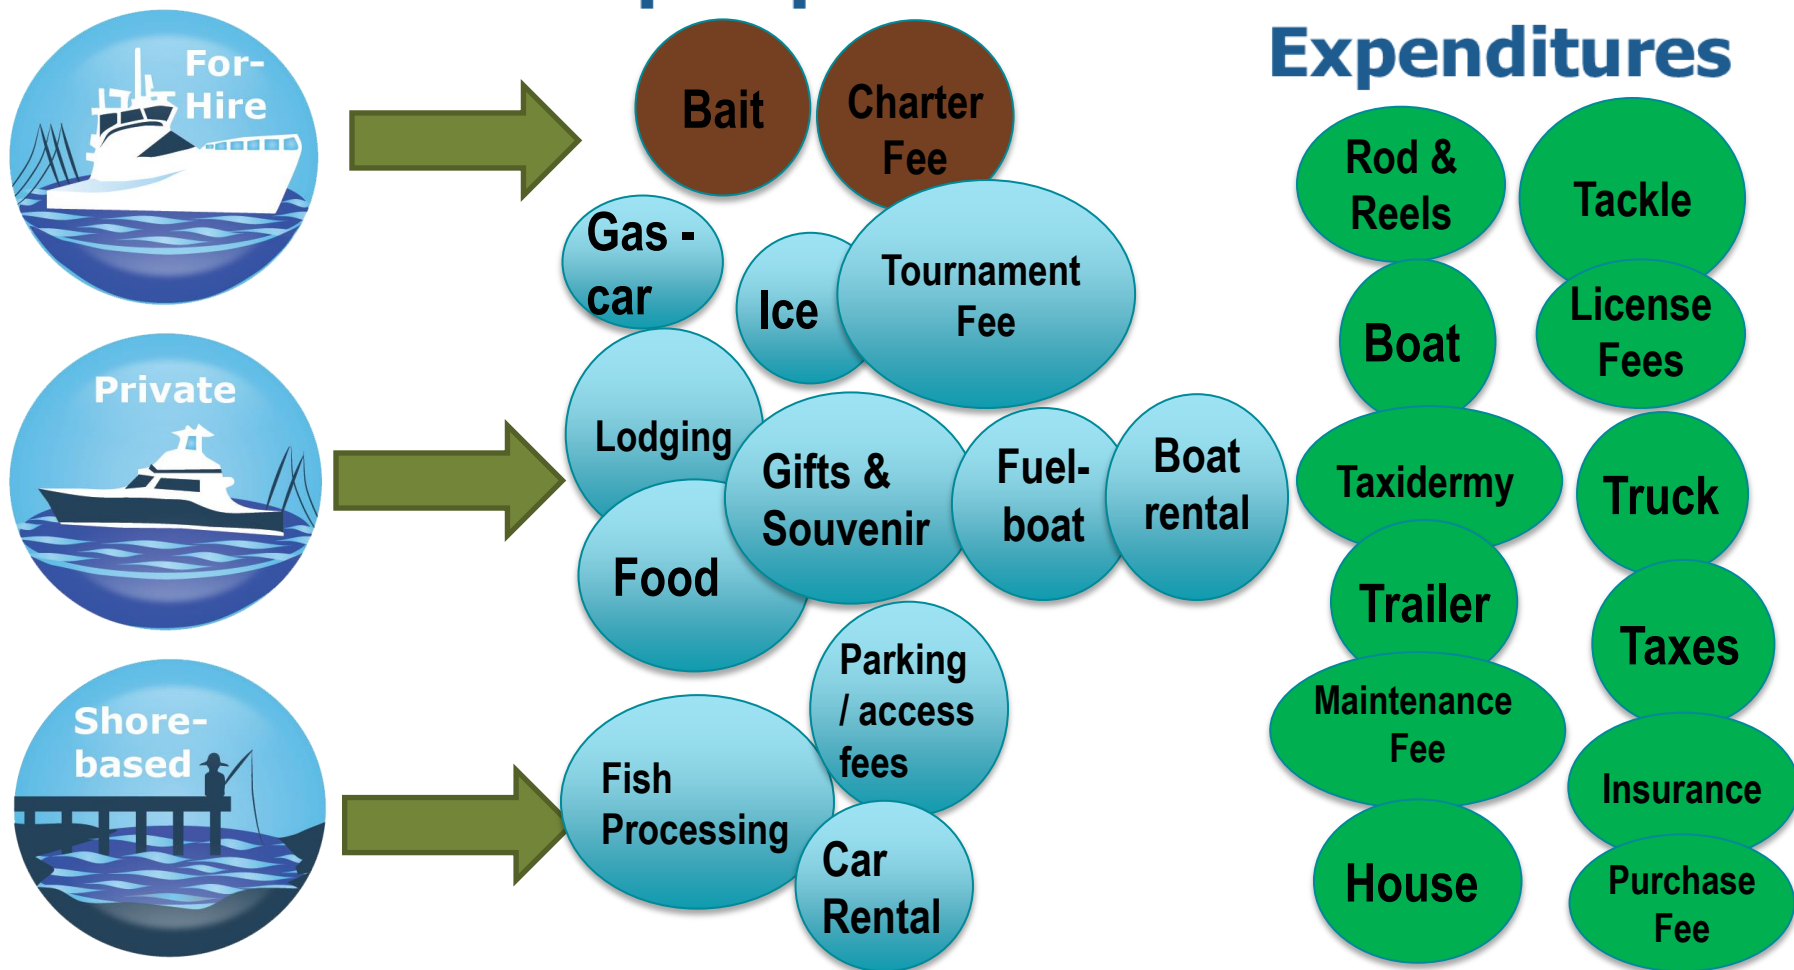 Expenditures
For-
Hire
Private
Shore-
based
Bait
Charter
Fee
Gas -
car
Ice
Tournament
Fee
Lodging
Gifts &
Souvenir
Fuel-
boat
Boat
rental
Food
Parking
/ access
fees
Fish
Processing
Car
Rental
Rod &
Reels
Tackle
Boat
License
Fees
Taxidermy
Truck
Trailer
Taxes
Maintenance
Fee
Insurance
House
Purchase
Fee